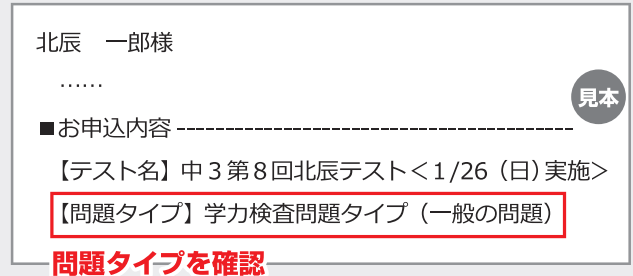 北辰　一郎様
……
見本
■お申込内容 -----------------------------------------
【テスト名】中３第８回北辰テスト＜１/26（日）実施＞
【問題タイプ】学力検査問題タイプ（一般の問題）
問題タイプを確認